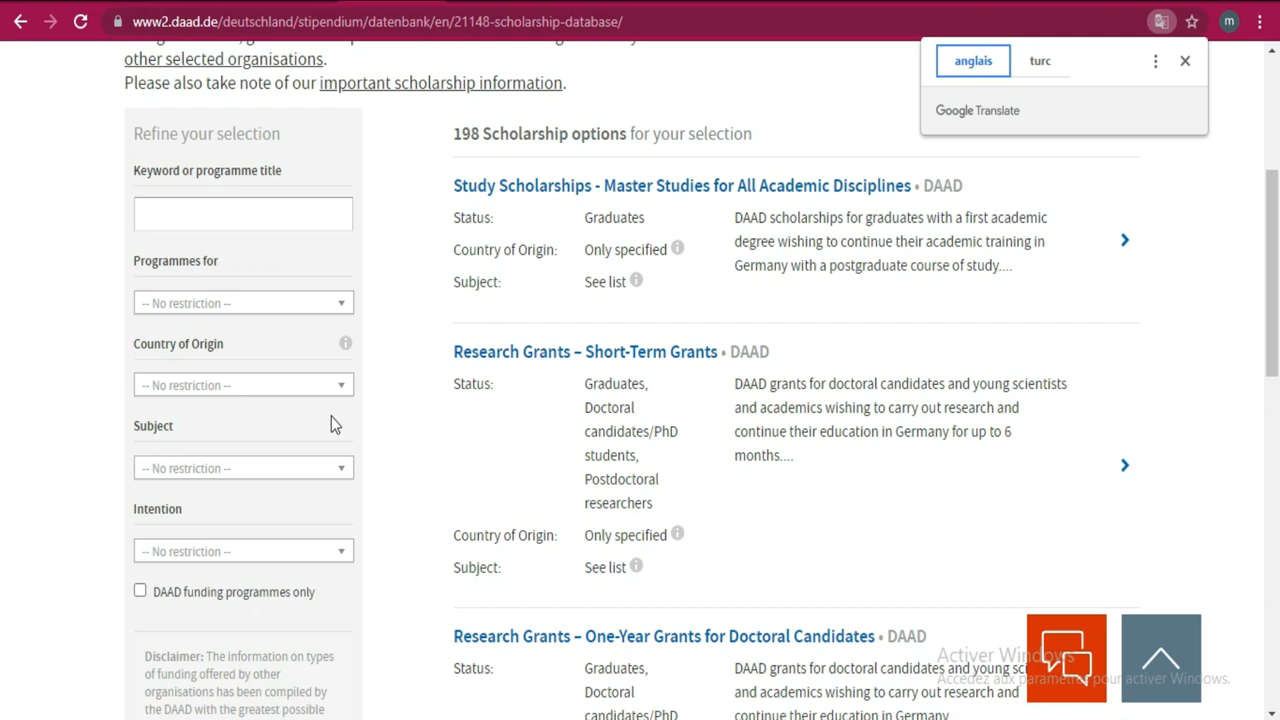 www2.daad.de/deutschland/stipendium/datenbank/en/21148-scholarship-database/
m
anglais
turc
Google Translate
other selected organisations.
Please also take note of our important scholarship information.
Refine your selection
Keyword or programme title
Programmes for
-- No restriction --
Country of Origin
-- No restriction --
Subject
-- No restriction --
Intention
-- No restriction --
DAAD funding programmes only
Disclaimer: The information on types
of funding offered by other
organisations has been compiled by
the DAAD with the greatest possible
198 Scholarship options for your selection
Study Scholarships - Master Studies for All Academic Disciplines • DAAD
Status: Graduates
Country of Origin: Only specified
Subject: See list
DAAD scholarships for graduates with a first academic
degree wishing to continue their academic training in
Germany with a postgraduate course of study....
Research Grants – Short-Term Grants • DAAD
Status: Graduates,
Doctoral
candidates/PhD
students,
Postdoctoral
researchers
Country of Origin: Only specified
Subject: See list
DAAD grants for doctoral candidates and young scientists
and academics wishing to carry out research and
continue their education in Germany for up to 6
months....
Research Grants – One-Year Grants for Doctoral Candidates • DAAD
Status: Graduates,
Doctoral
candidates/PhD
DAAD grants for doctoral candidates and young sci
and academics wishing to carry out research and
continue their education in Germany for up to
Activer Windows
Accédez aux paramètres pour activer Windows.